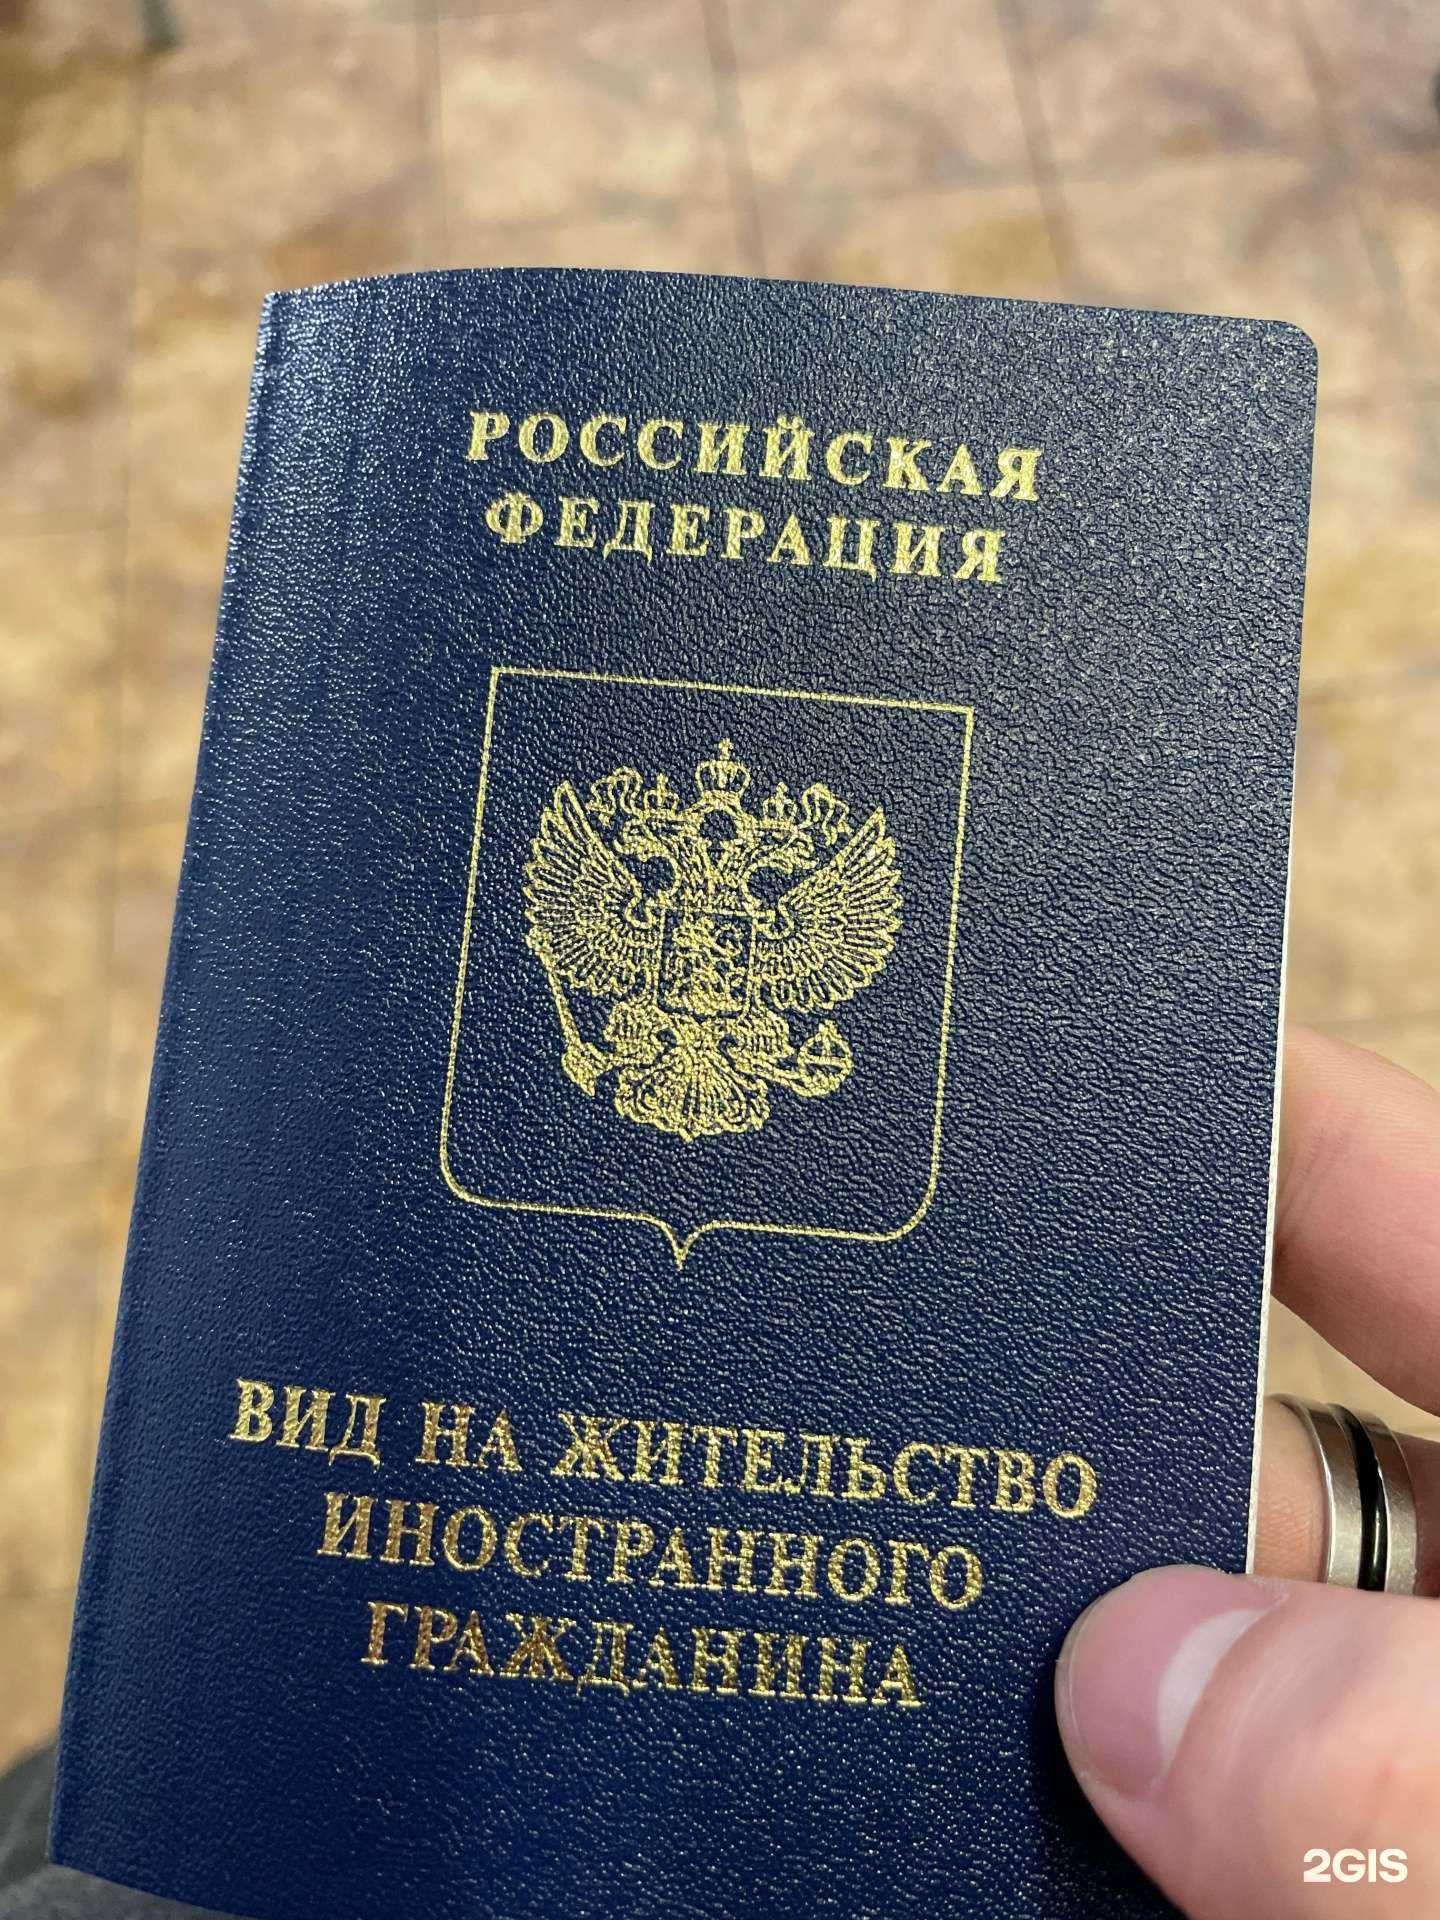 РОССИЙСКАЯ
ФЕДЕРАЦИЯ
ВИД НА ЖИТЕЛЬСТВО
ИНОСТРАННОГО
ГРАЖДАНИНА
2GIS